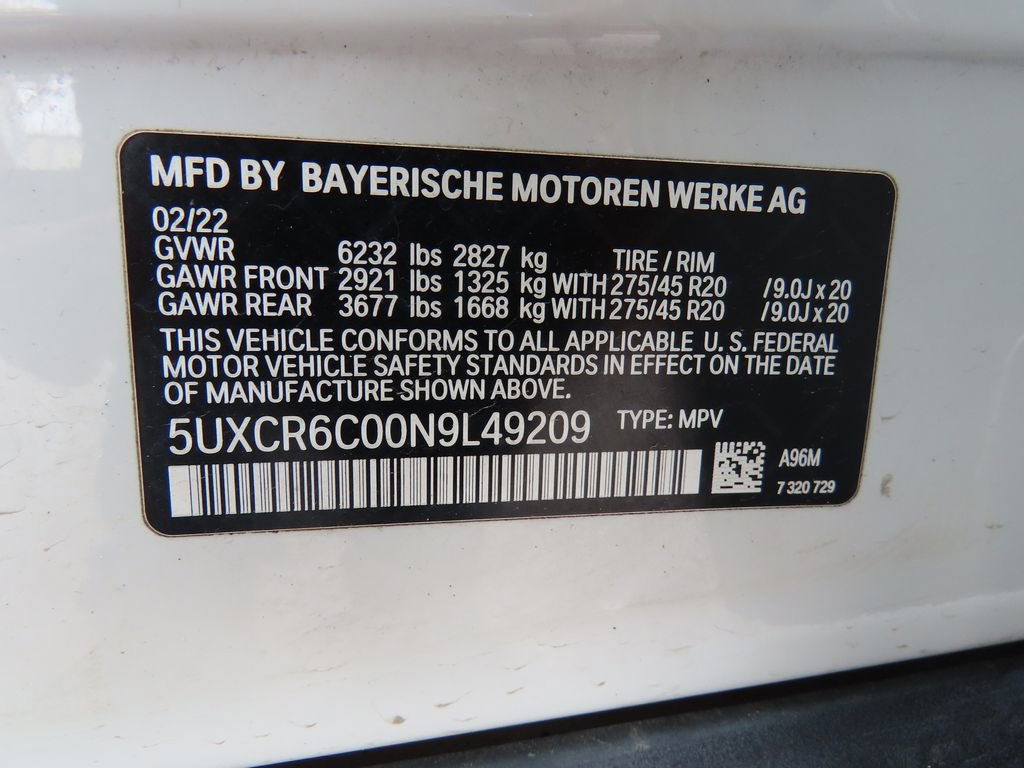 MFD BY BAYERISCHE MOTOREN WERKE AG
02/22
GVWR 6232 lbs 2827 kg TIRE / RIM
GAWR FRONT 2921 lbs 1325 kg WITH 275/45 R20 /9.0J x 20
GAWR REAR 3677 lbs 1668 kg WITH 275/45 R20 /9.0J x 20
THIS VEHICLE CONFORMS TO ALL APPLICABLE U. S. FEDERAL
MOTOR VEHICLE SAFETY STANDARDS IN EFFECT ON THE DATE
OF MANUFACTURE SHOWN ABOVE.
5UXCR6C00N9L49209 TYPE: MPV
A96M
7 320 729